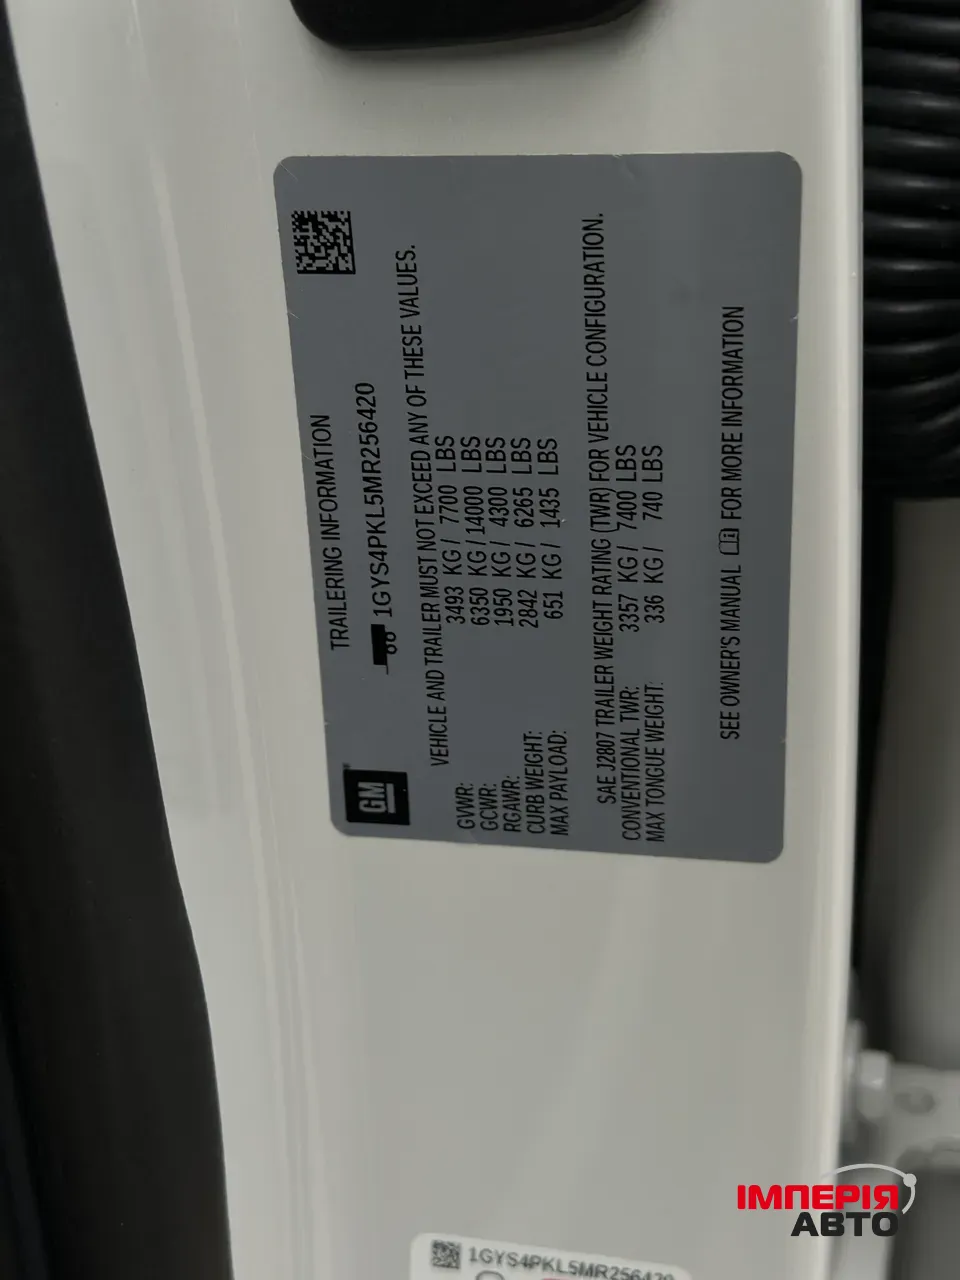 TRAILERING INFORMATION
1GYS4PKL5MR256420
GM
VEHICLE AND TRAILER MUST NOT EXCEED ANY OF THESE VALUES.
GVWR: 3493 KG / 7700 LBS
GCWR: 6350 KG / 14000 LBS
RGAWR: 1950 KG / 4300 LBS
CURB WEIGHT: 2842 KG / 6265 LBS
MAX PAYLOAD: 651 KG / 1435 LBS
SAE J2807 TRAILER WEIGHT RATING (TWR) FOR VEHICLE CONFIGURATION.
CONVENTIONAL TWR: 3357 KG / 7400 LBS
MAX TONGUE WEIGHT: 336 KG / 740 LBS
SEE OWNER'S MANUAL FOR MORE INFORMATION
1GYS4PKL5MR256420
ІМПЕРІЯ
АВТО